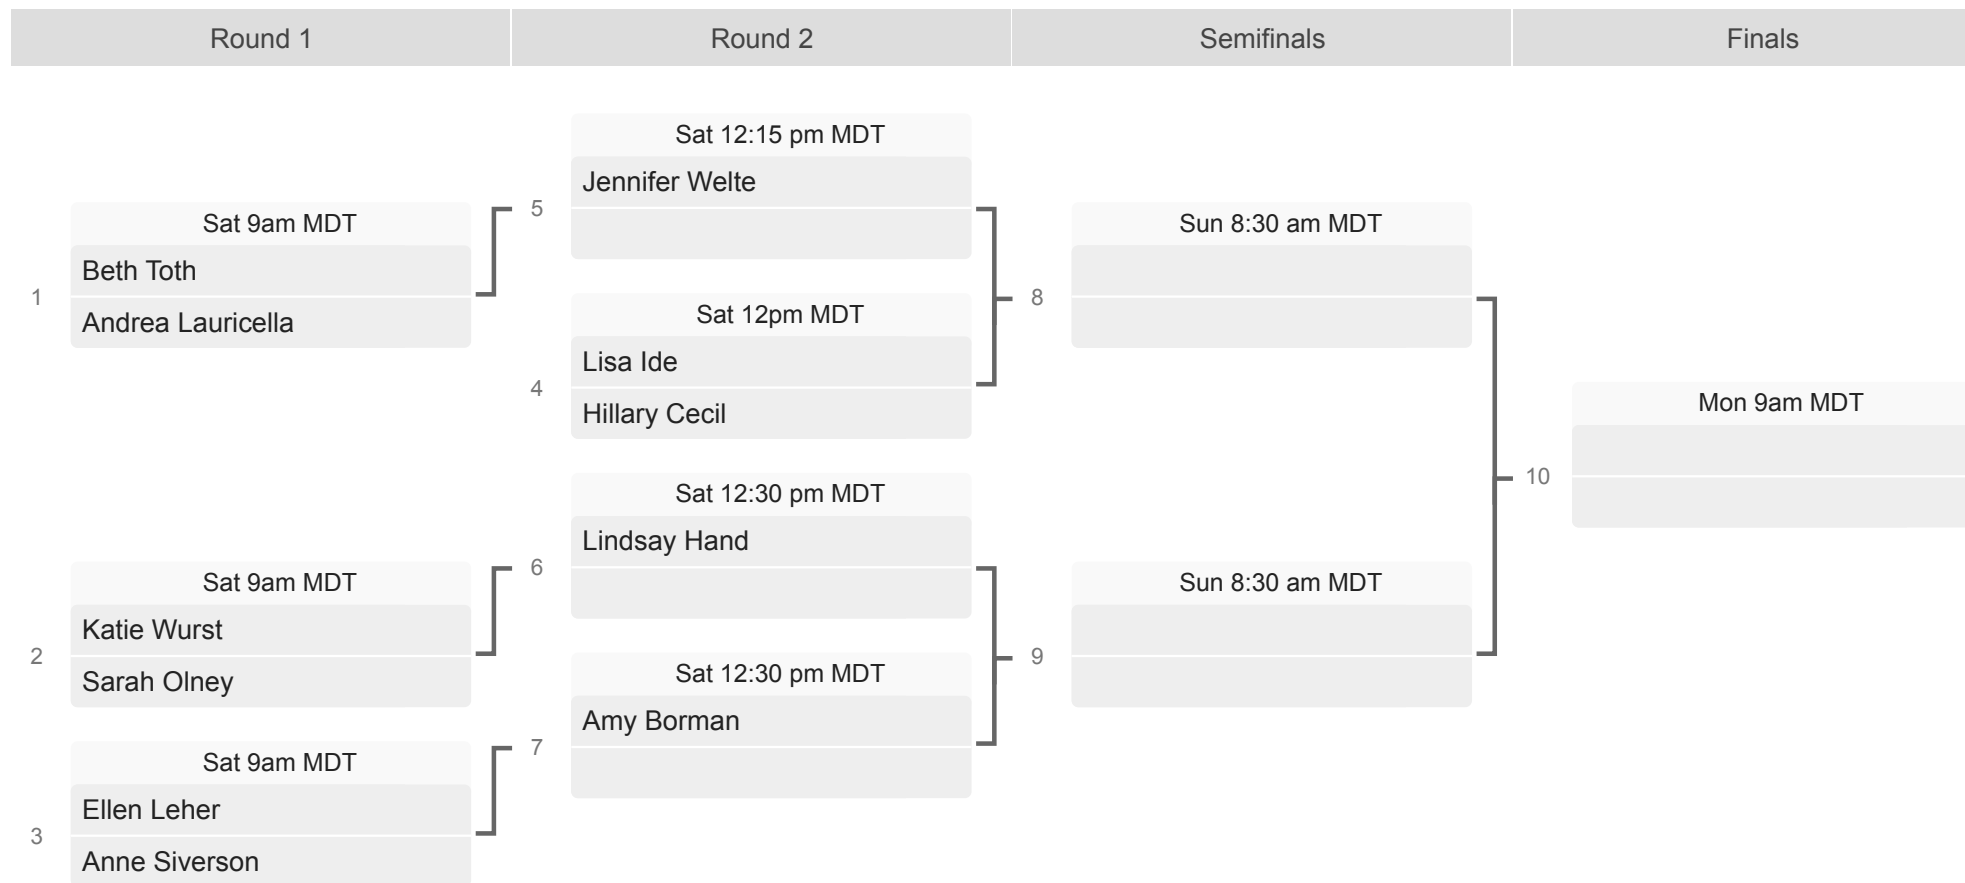 Round 1
Round 2
Semifinals
Finals
1
Sat 9am MDT
Beth Toth
Andrea Lauricella
2
Sat 9am MDT
Katie Wurst
Sarah Olney
3
Sat 9am MDT
Ellen Leher
Anne Siverson
5
Sat 12:15 pm MDT
Jennifer Welte
4
Sat 12pm MDT
Lisa Ide
Hillary Cecil
6
Sat 12:30 pm MDT
Lindsay Hand
7
Sat 12:30 pm MDT
Amy Borman
8
Sun 8:30 am MDT
9
Sun 8:30 am MDT
10
Mon 9am MDT